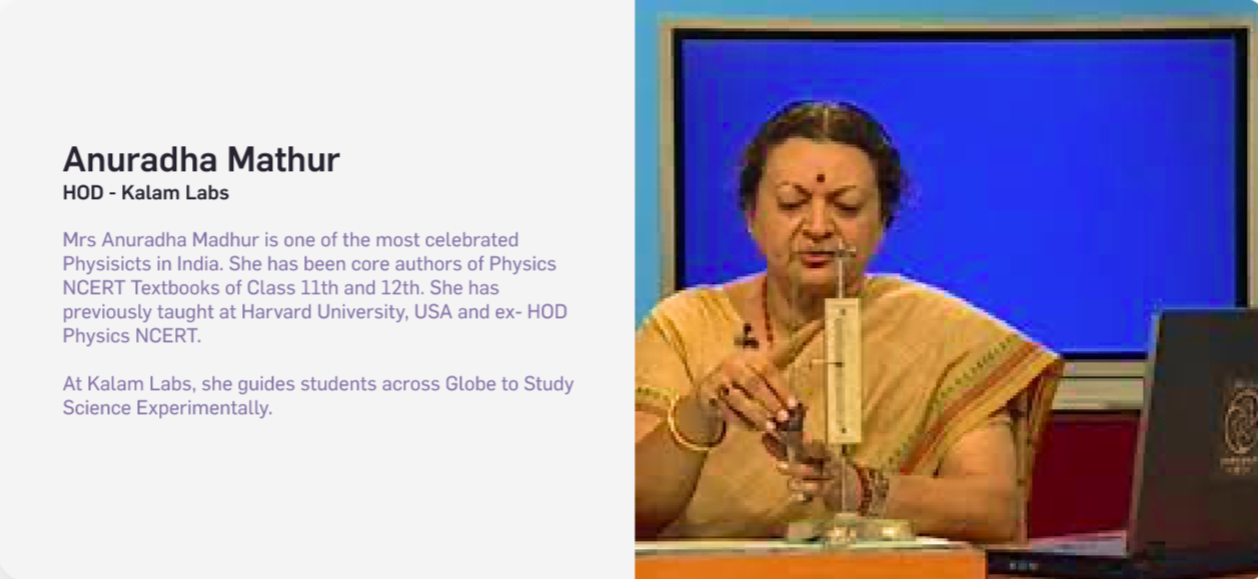 Anuradha Mathur
HOD - Kalam Labs
Mrs Anuradha Madhur is one of the most celebrated
Physisicts in India. She has been core authors of Physics
NCERT Textbooks of Class 11th and 12th. She has
previously taught at Harvard University, USA and ex- HOD
Physics NCERT.
At Kalam Labs, she guides students across Globe to Study
Science Experimentally.